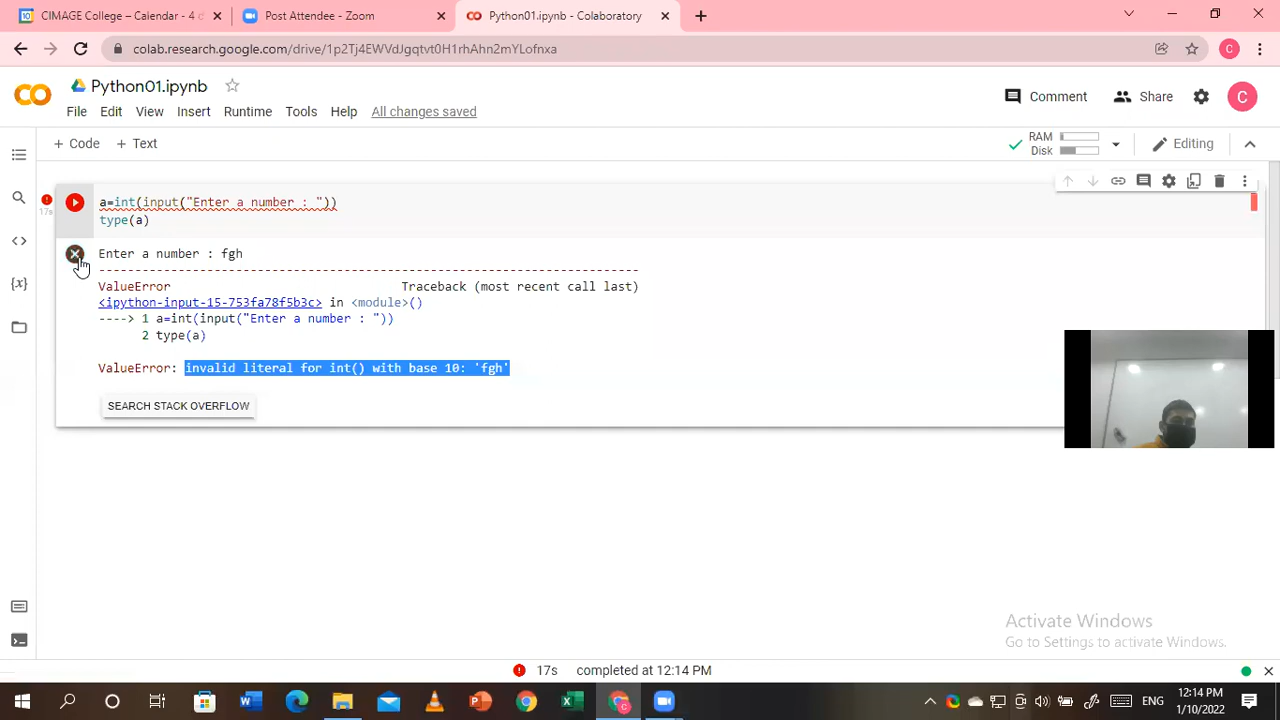 CIMAGE College – Calendar - 4 c
Post Attendee - Zoom
Python01.ipynb - Colaboratory
colab.research.google.com/drive/1p2Tj4EWVdJgqtvt0H1rhAhn2mYLofnxa
C
Python01.ipynb
File Edit View Insert Runtime Tools Help All changes saved
Comment Share C
+ Code + Text
RAM
Disk
Editing
17s
a=int(input("Enter a number : "))
type(a)
Enter a number : fgh
---------------------------------------------------------------------------
ValueError Traceback (most recent call last)
<ipython-input-15-753fa78f5b3c> in <module>()
----> 1 a=int(input("Enter a number : "))
2 type(a)
ValueError: invalid literal for int() with base 10: 'fgh'
SEARCH STACK OVERFLOW
{x}
Activate Windows
Go to Settings to activate Windows.
17s completed at 12:14 PM
ENG
12:14 PM
1/10/2022